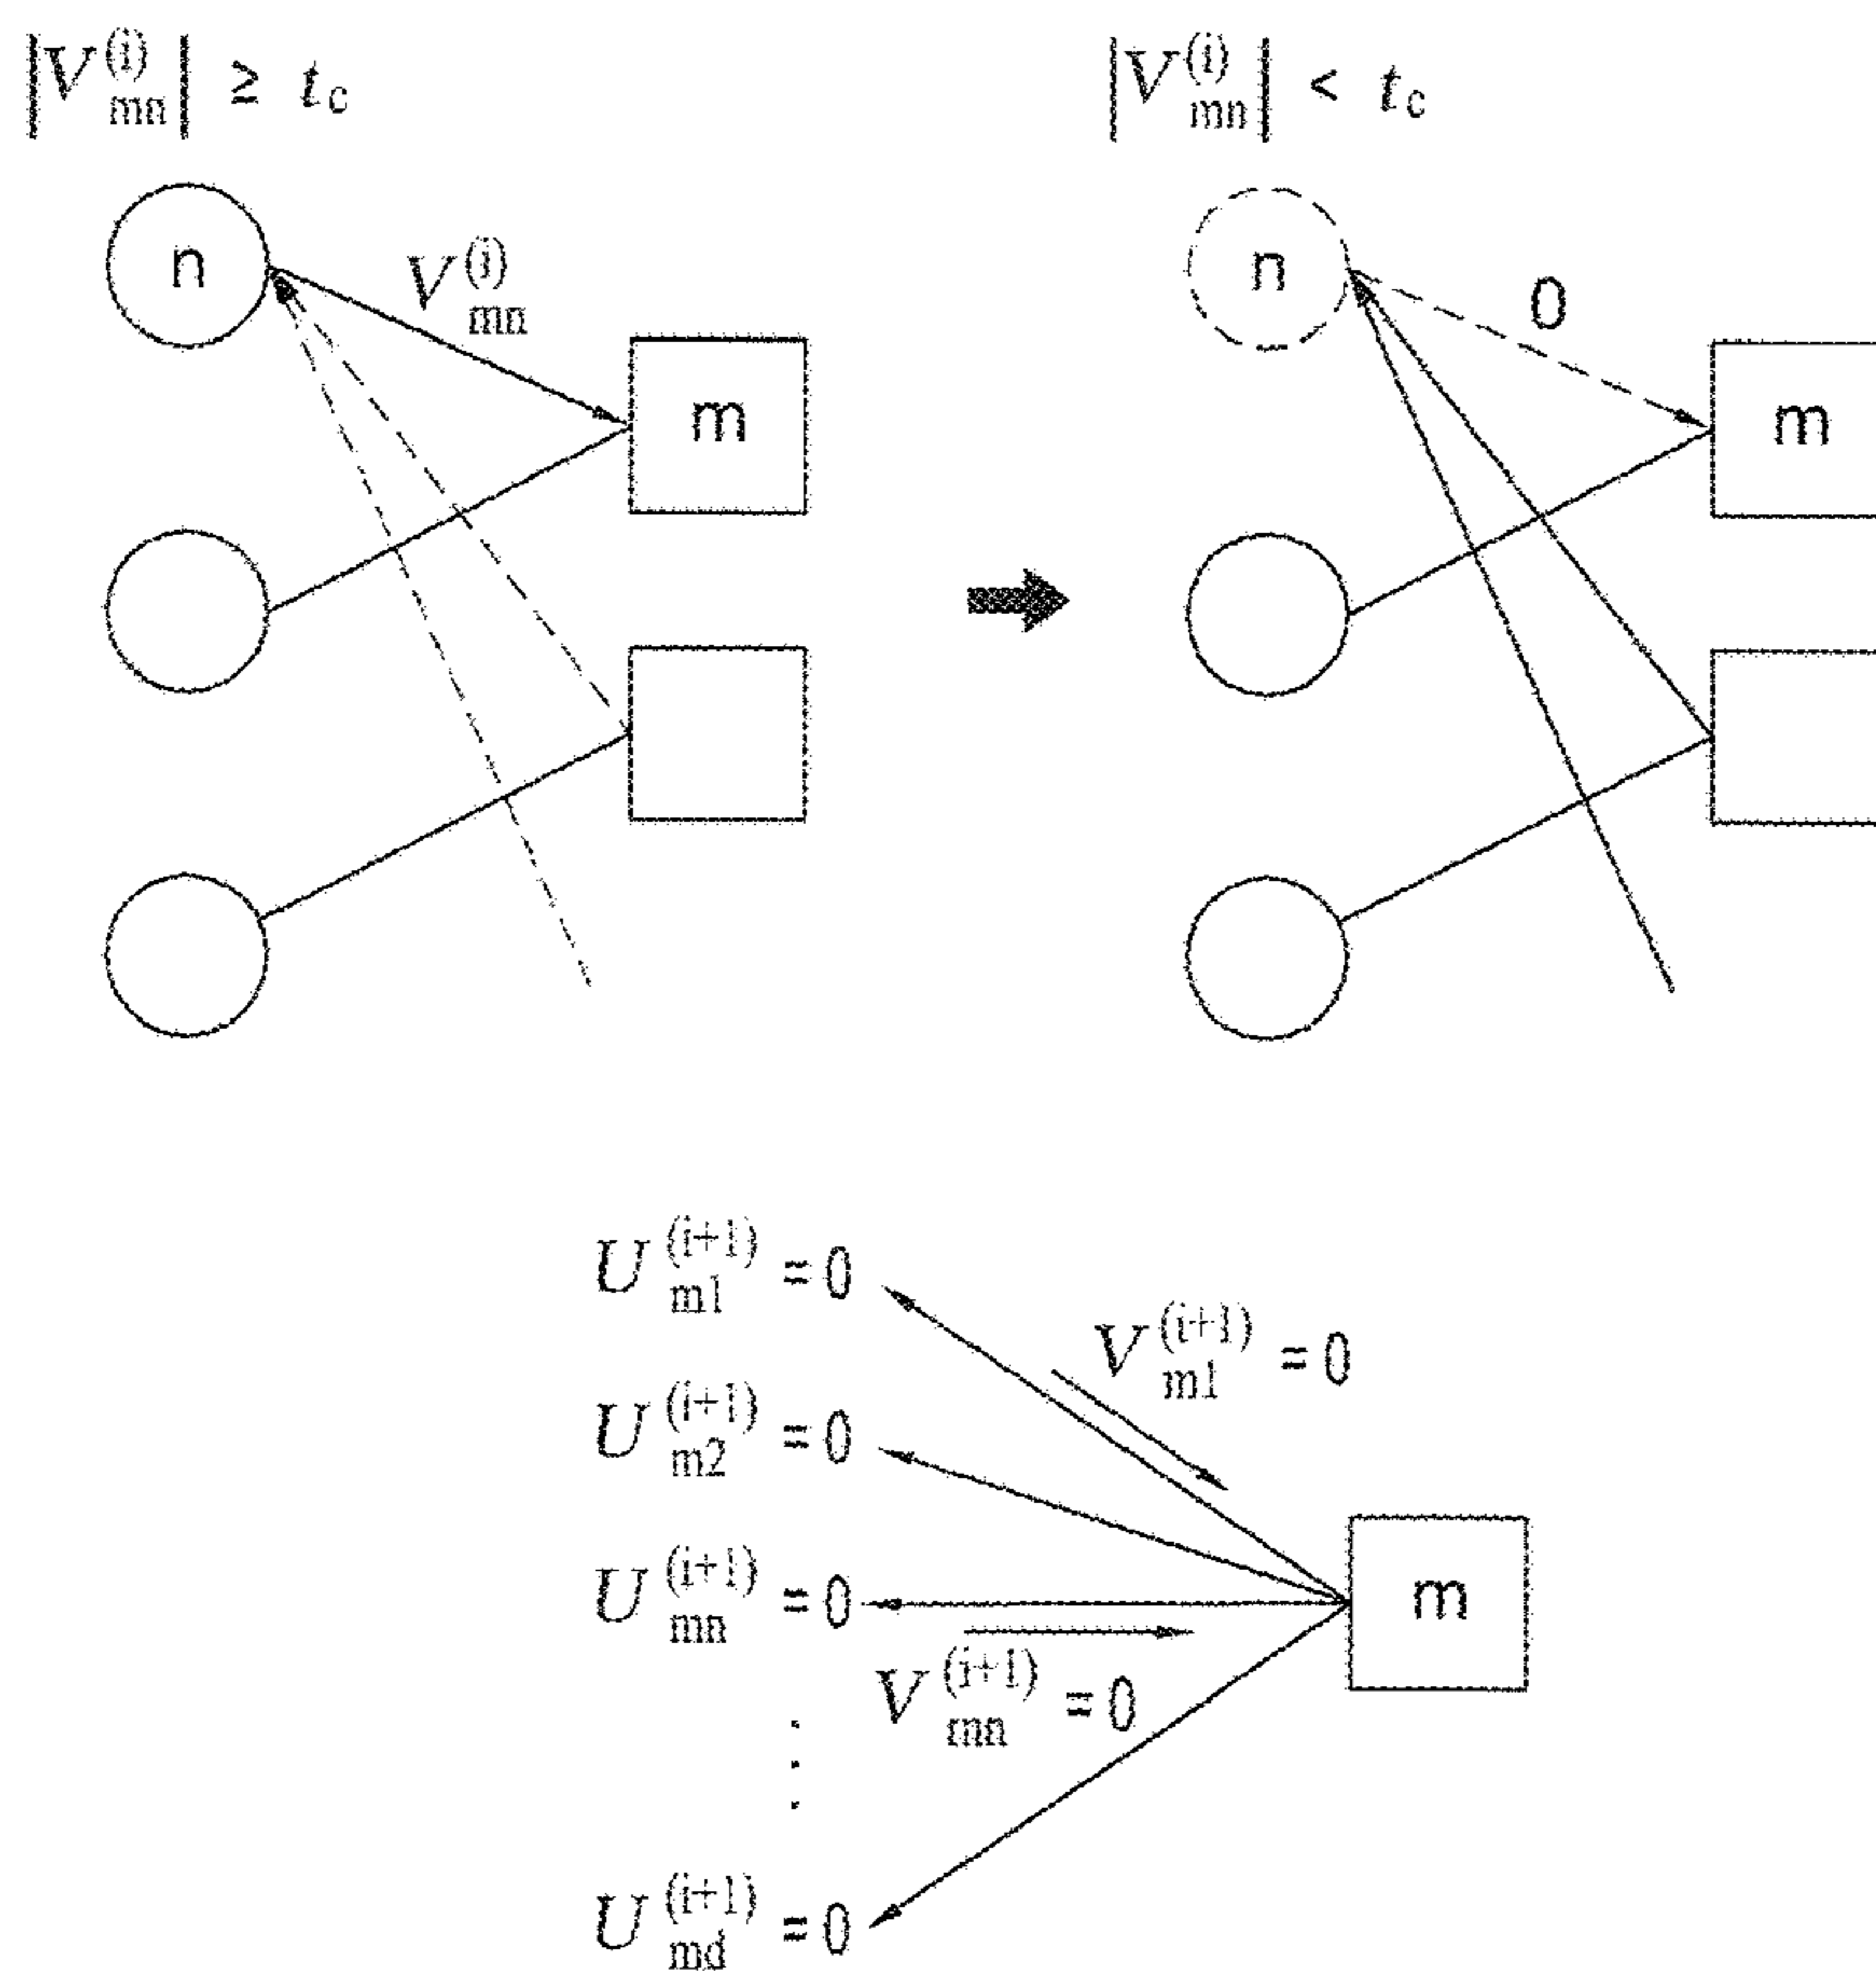 |V_mn^(i)| ≥ t_c
|V_mn^(i)| < t_c
n
V_mn^(i)
m
n
0
m
U_m1^(i+1) = 0
V_m1^(i+1) = 0
U_m2^(i+1) = 0
U_mn^(i+1) = 0
m
V_mn^(i+1) = 0
⋮
U_md^(i+1) = 0